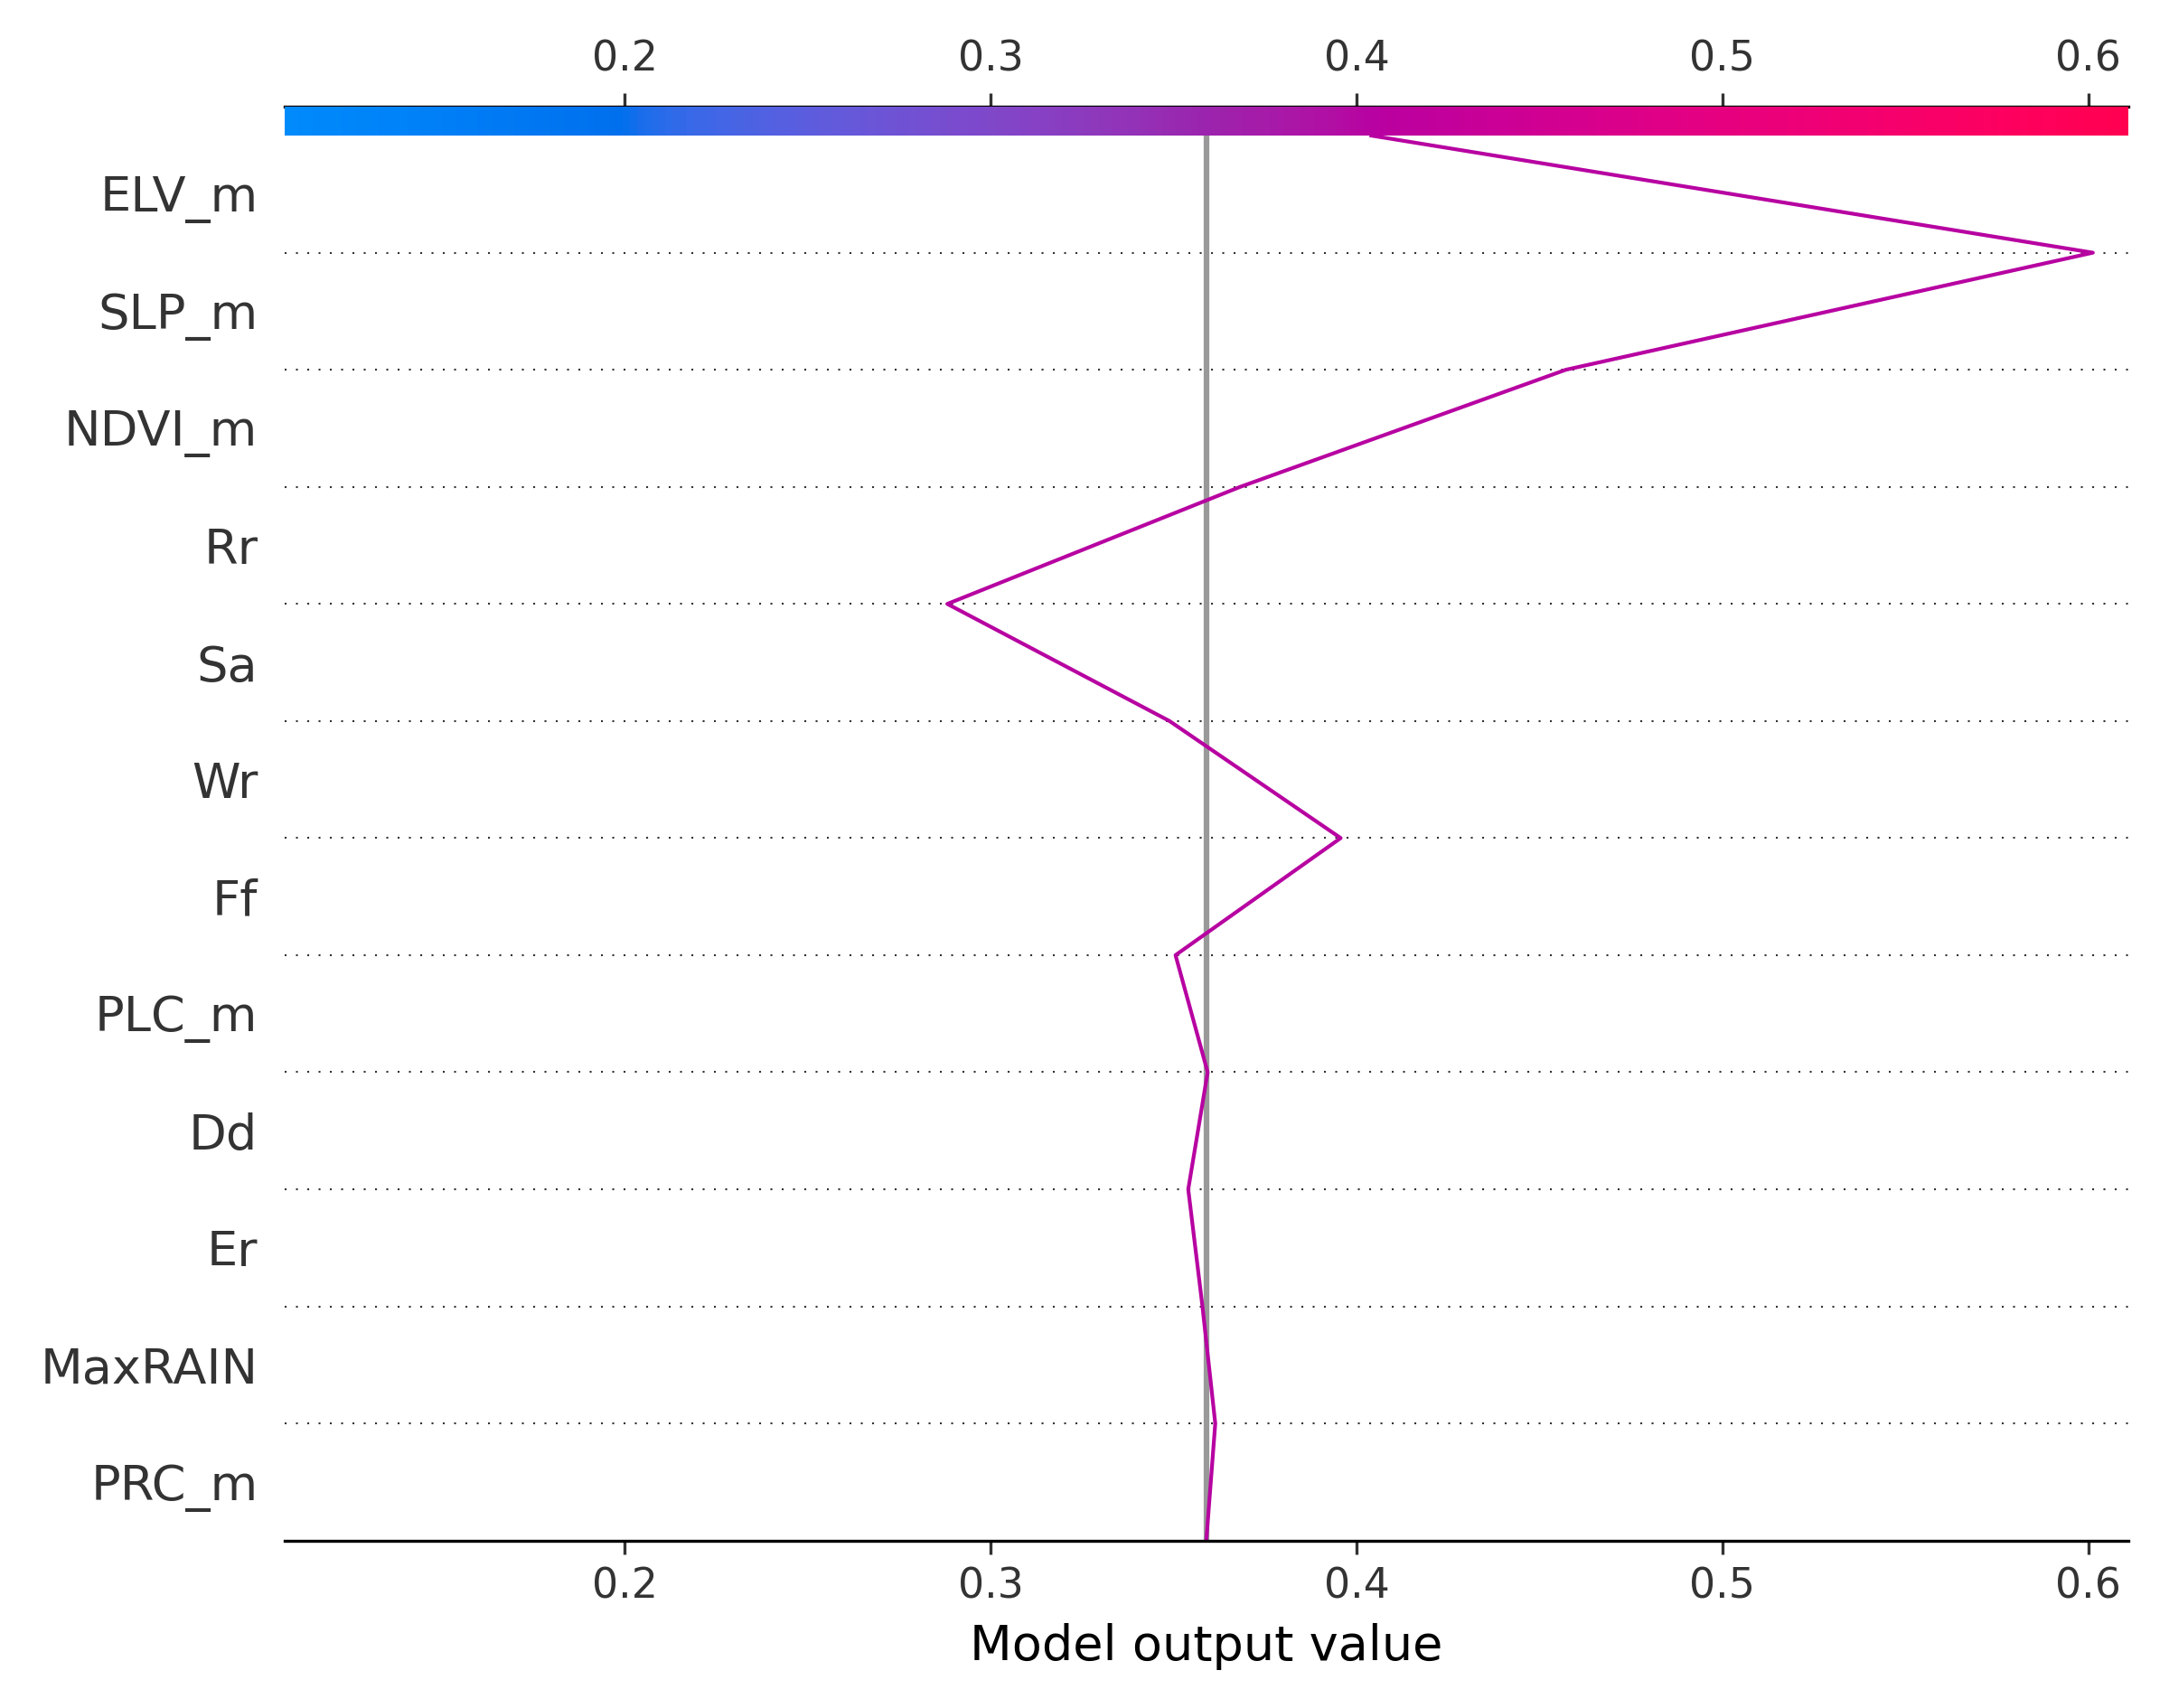 0.2 0.3 0.4 0.5 0.6
ELV_m
SLP_m
NDVI_m
Rr
Sa
Wr
Ff
PLC_m
Dd
Er
MaxRAIN
PRC_m
0.2 0.3 0.4 0.5 0.6
Model output value